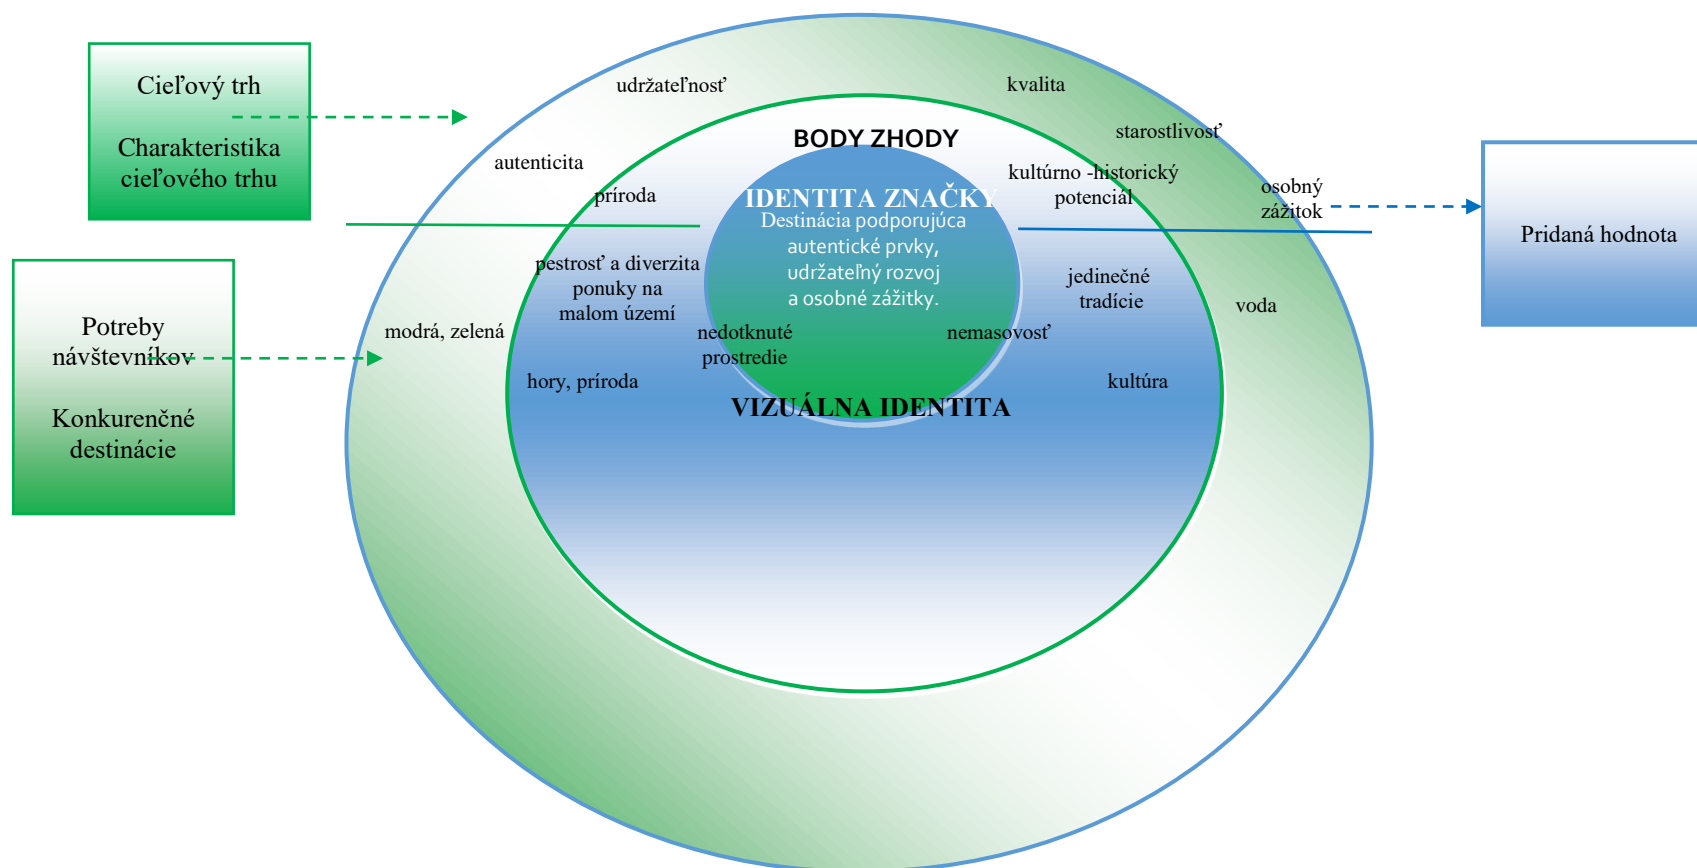 Cieľový trh
Charakteristika
cieľového trhu
Potreby
návštevníkov
Konkurenčné
destinácie
udržateľnosť
kvalita
starostlivosť
autenticita
osobný
zážitok
BODY ZHODY
príroda
kultúrno -historický
potenciál
IDENTITA ZNAČKY
Destinácia podporujúca
autentické prvky,
udržateľný rozvoj
a osobné zážitky.
pestrosť a diverzita
ponuky na
malom území
jedinečné
tradície
nedotknuté
prostredie
nemasovosť
modrá, zelená
voda
hory, príroda
kultúra
VIZUÁLNA IDENTITA
Pridaná hodnota